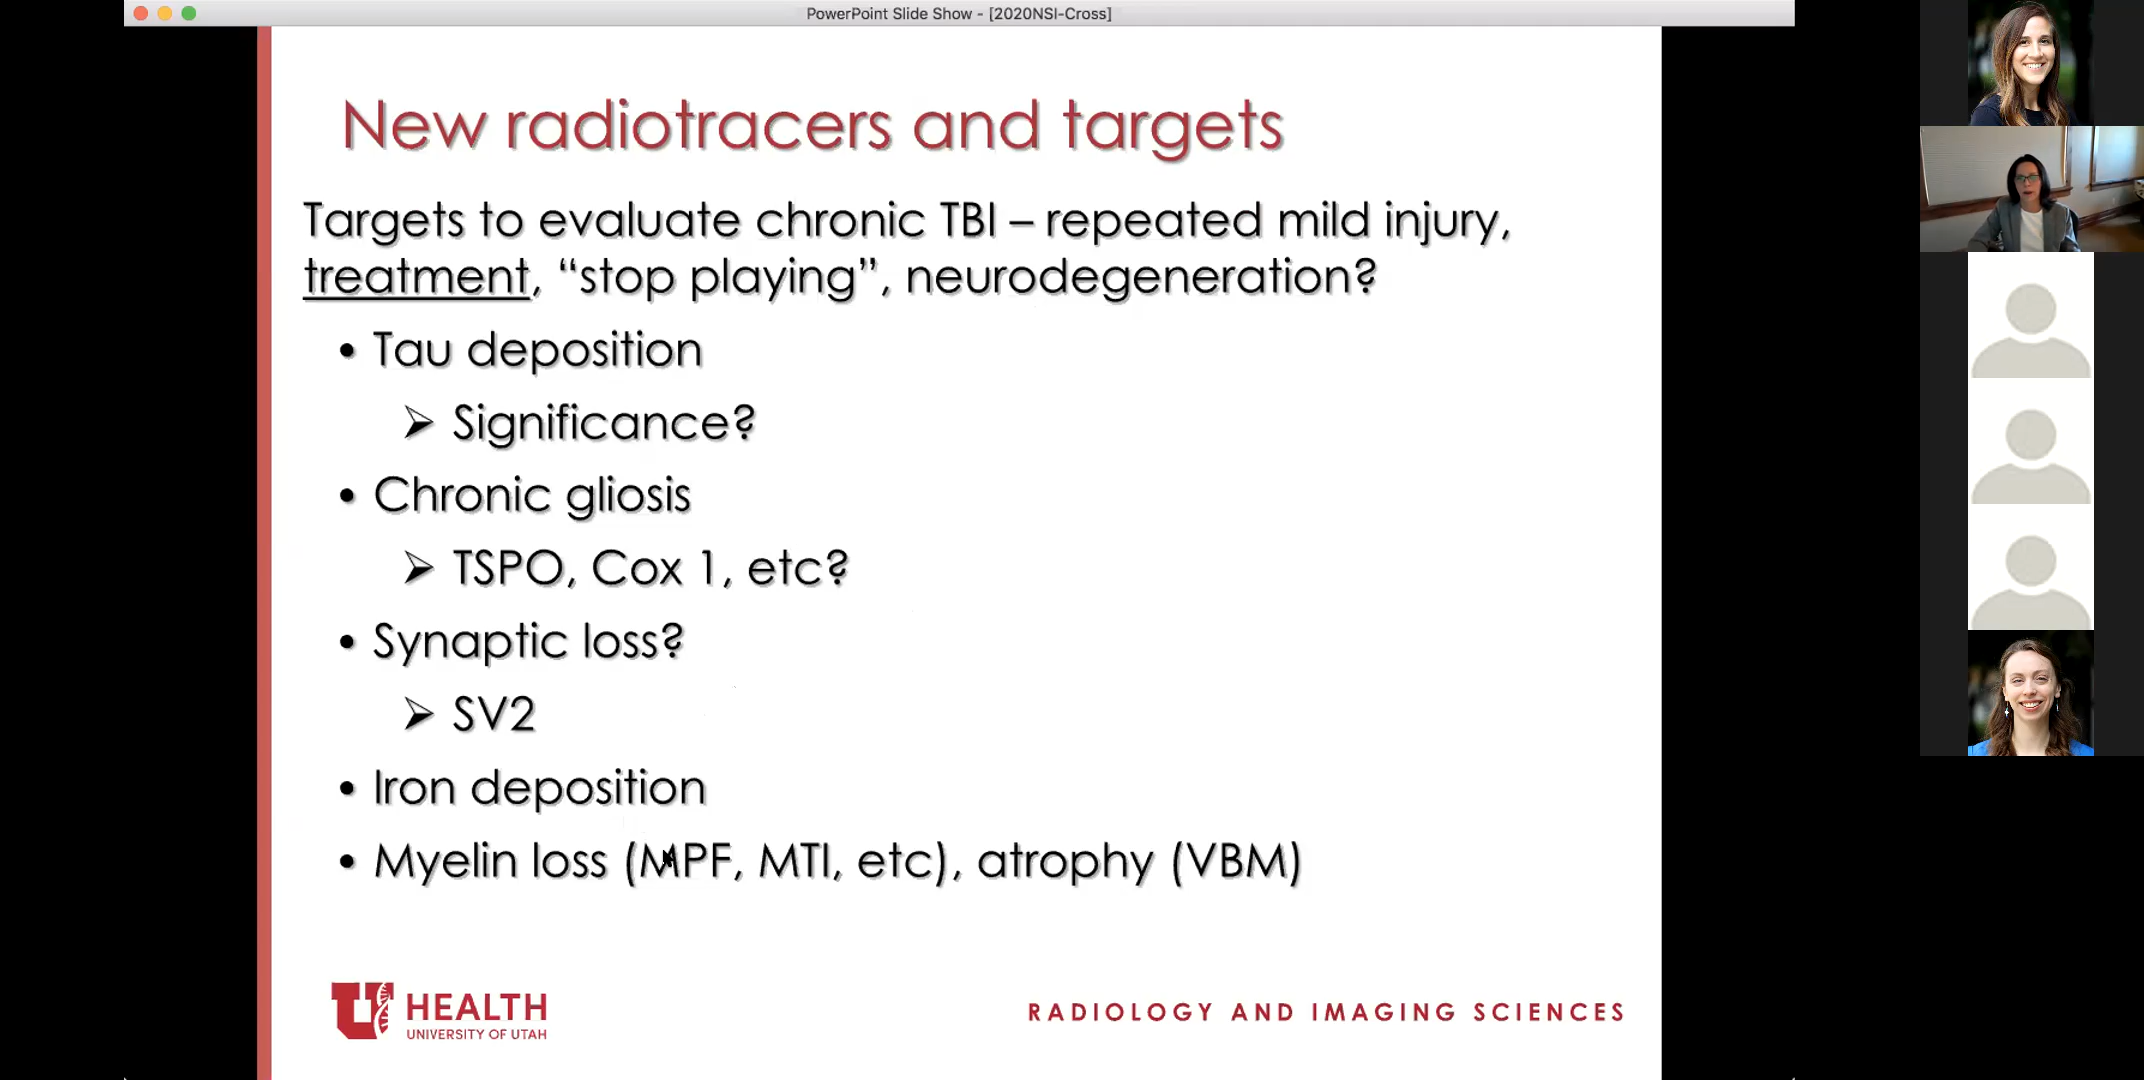 PowerPoint Slide Show - [2020NSI-Cross]
New radiotracers and targets
Targets to evaluate chronic TBI – repeated mild injury,
treatment, “stop playing”, neurodegeneration?
• Tau deposition
➢ Significance?
• Chronic gliosis
➢ TSPO, Cox 1, etc?
• Synaptic loss?
➢ SV2
• Iron deposition
• Myelin loss (MPF, MTI, etc), atrophy (VBM)
U HEALTH
UNIVERSITY OF UTAH
RADIOLOGY AND IMAGING SCIENCES